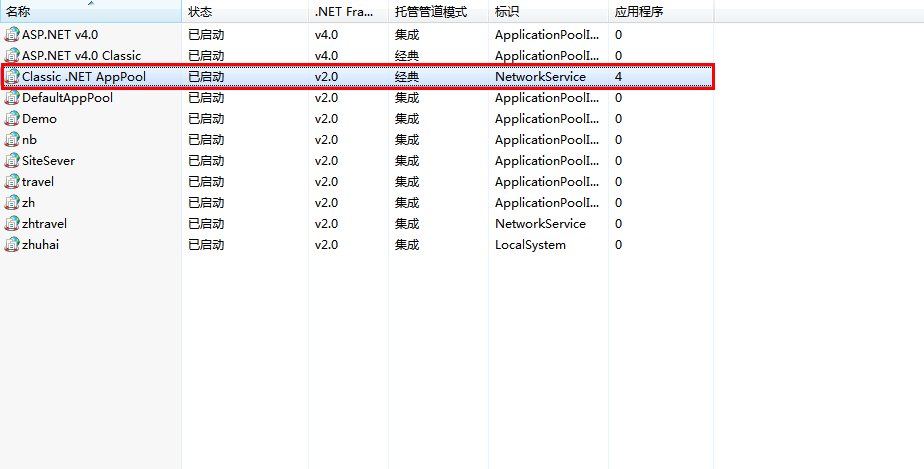 名称 状态 .NET Fra... 托管管道模式 标识 应用程序
ASP.NET v4.0 已启动 v4.0 集成 ApplicationPoolI... 0
ASP.NET v4.0 Classic 已启动 v4.0 经典 ApplicationPoolI... 0
Classic .NET AppPool 已启动 v2.0 经典 NetworkService 4
DefaultAppPool 已启动 v2.0 集成 ApplicationPoolI... 0
Demo 已启动 v2.0 集成 ApplicationPoolI... 0
nb 已启动 v2.0 集成 ApplicationPoolI... 0
SiteSever 已启动 v2.0 集成 ApplicationPoolI... 0
travel 已启动 v2.0 集成 ApplicationPoolI... 0
zh 已启动 v2.0 集成 ApplicationPoolI... 0
zhtravel 已启动 v2.0 集成 NetworkService 0
zhuhai 已启动 v2.0 集成 LocalSystem 0